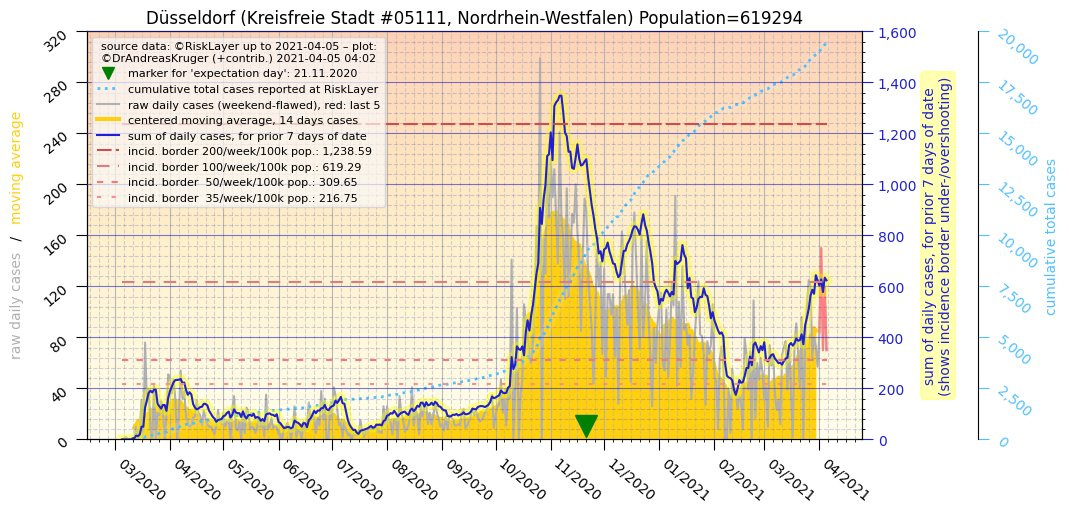 Düsseldorf (Kreisfreie Stadt #05111, Nordrhein-Westfalen) Population=619294
source data: ©RiskLayer up to 2021-04-05 – plot:
©DrAndreasKruger (+contrib.) 2021-04-05 04:02
marker for 'expectation day': 21.11.2020
cumulative total cases reported at RiskLayer
raw daily cases (weekend-flawed), red: last 5
centered moving average, 14 days cases
sum of daily cases, for prior 7 days of date
incid. border 200/week/100k pop.: 1,238.59
incid. border 100/week/100k pop.: 619.29
incid. border  50/week/100k pop.: 309.65
incid. border  35/week/100k pop.: 216.75
raw daily cases / moving average
320
280
240
200
160
120
80
40
0
03/2020
04/2020
05/2020
06/2020
07/2020
08/2020
09/2020
10/2020
11/2020
12/2020
01/2021
02/2021
03/2021
04/2021
1,600
1,400
1,200
1,000
800
600
400
200
0
sum of daily cases, for prior 7 days of date
(shows incidence border under-/overshooting)
20,000
17,500
15,000
12,500
10,000
7,500
5,000
2,500
0
cumulative total cases